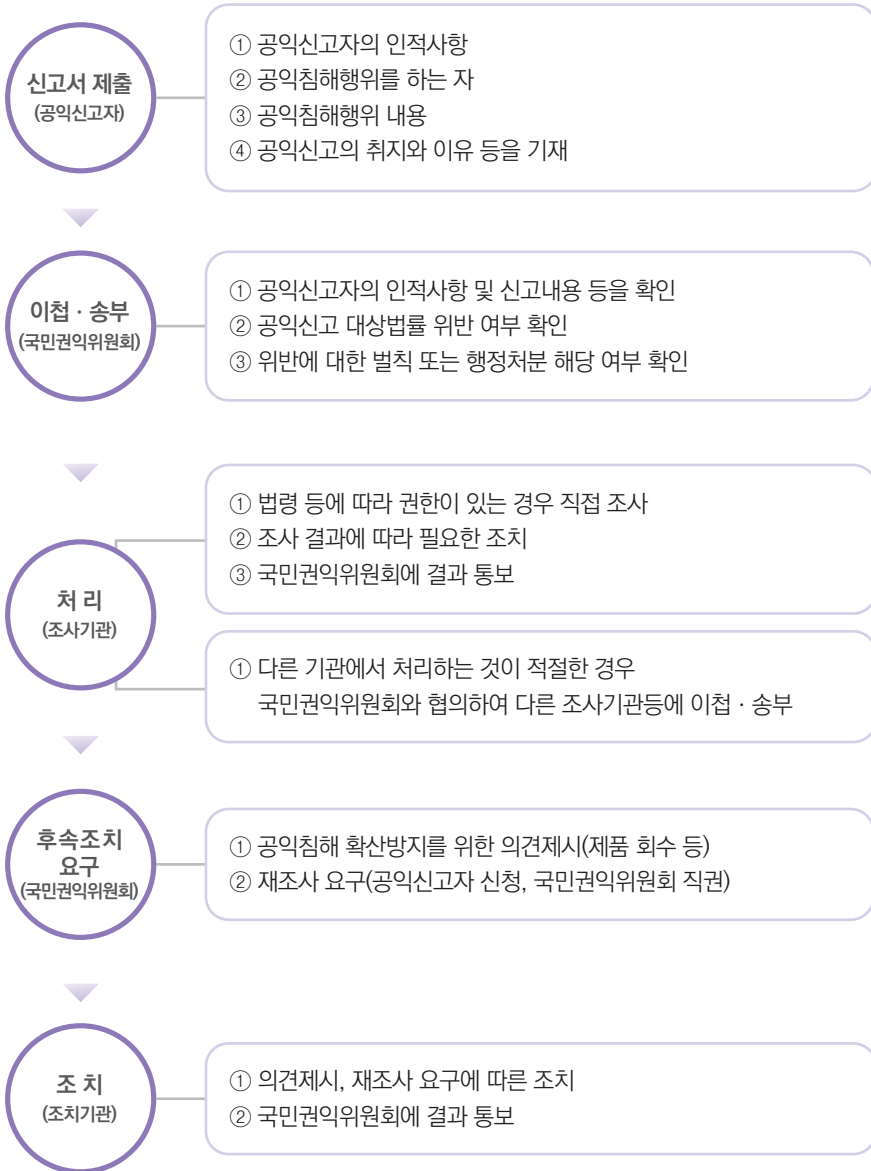 신고서 제출
(공익신고자)
① 공익신고자의 인적사항
② 공익침해행위를 하는 자
③ 공익침해행위 내용
④ 공익신고의 취지와 이유 등을 기재
이첩 · 송부
(국민권익위원회)
① 공익신고자의 인적사항 및 신고내용 등을 확인
② 공익신고 대상법률 위반 여부 확인
③ 위반에 대한 벌칙 또는 행정처분 해당 여부 확인
처 리
(조사기관)
① 법령 등에 따라 권한이 있는 경우 직접 조사
② 조사 결과에 따라 필요한 조치
③ 국민권익위원회에 결과 통보
① 다른 기관에서 처리하는 것이 적절한 경우
국민권익위원회와 협의하여 다른 조사기관등에 이첩 · 송부
후속조치
요구
(국민권익위원회)
① 공익침해 확산방지를 위한 의견제시(제품 회수 등)
② 재조사 요구(공익신고자 신청, 국민권익위원회 직권)
조 치
(조치기관)
① 의견제시, 재조사 요구에 따른 조치
② 국민권익위원회에 결과 통보